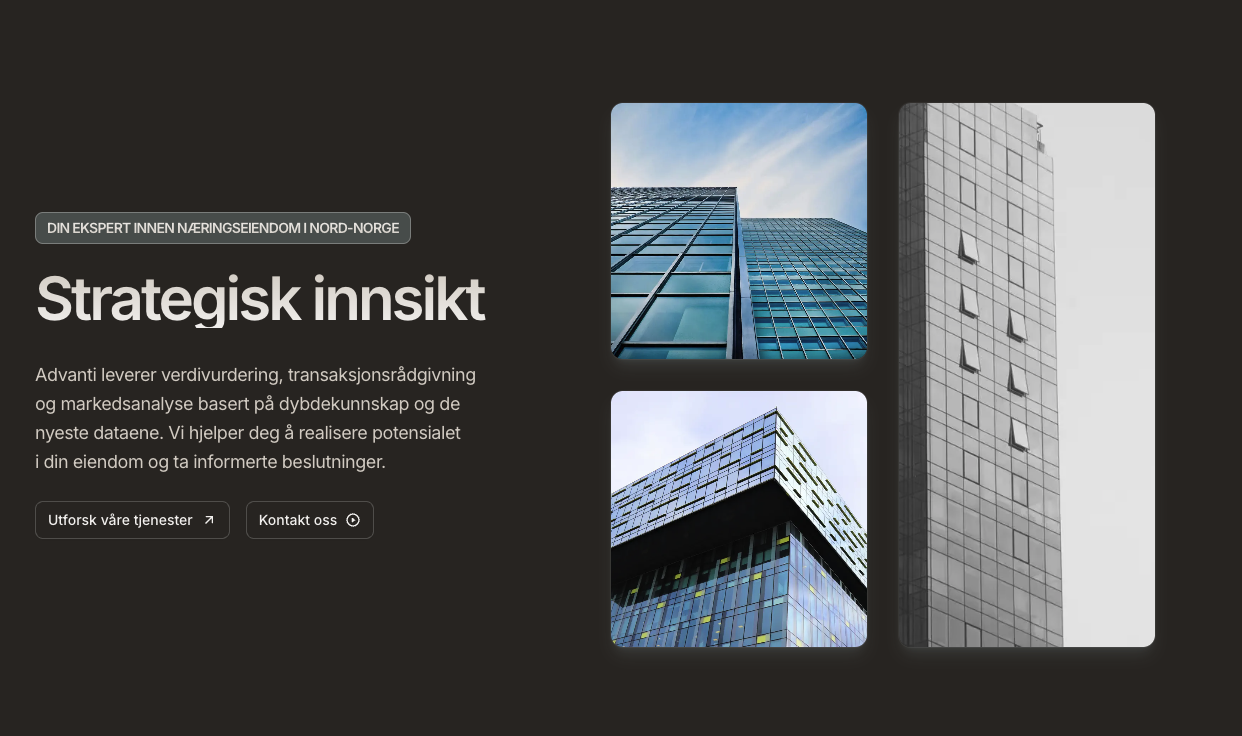 DIN EKSPERT INNEN NÆRINGSEIENDOM I NORD-NORGE
Strategisk innsikt
Advanti leverer verdivurdering, transaksjonsrådgivning
og markedsanalyse basert på dybdekunnskap og de
nyeste dataene. Vi hjelper deg å realisere potensialet
i din eiendom og ta informerte beslutninger.
Utforsk våre tjenester
Kontakt oss